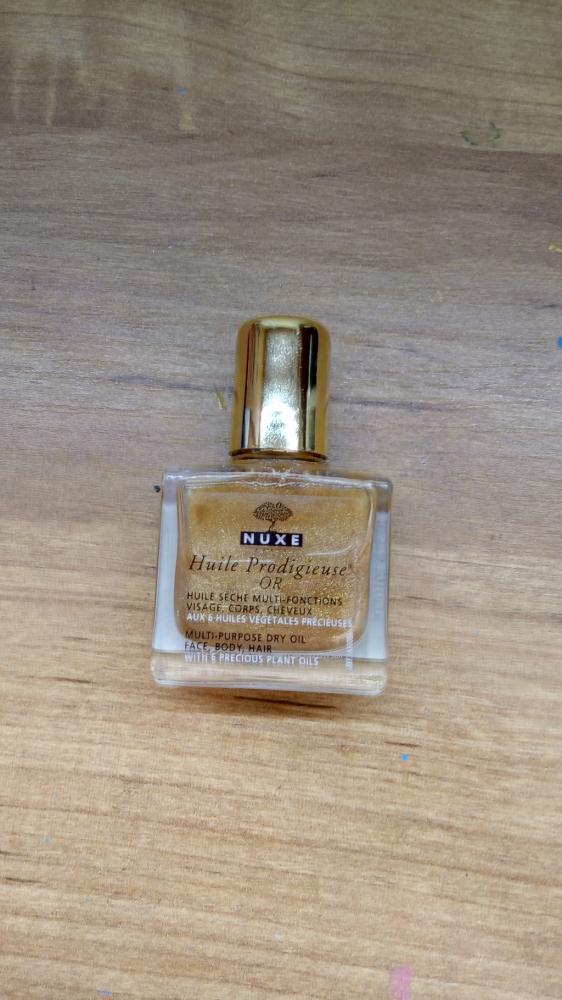 NUXE
Huile Prodigieuse®
OR
HUILE SÈCHE MULTI-FONCTIONS
VISAGE, CORPS, CHEVEUX
AUX 6 HUILES VÉGÉTALES PRÉCIEUSES
MULTI-PURPOSE DRY OIL
FACE, BODY, HAIR
WITH 6 PRECIOUS PLANT OILS